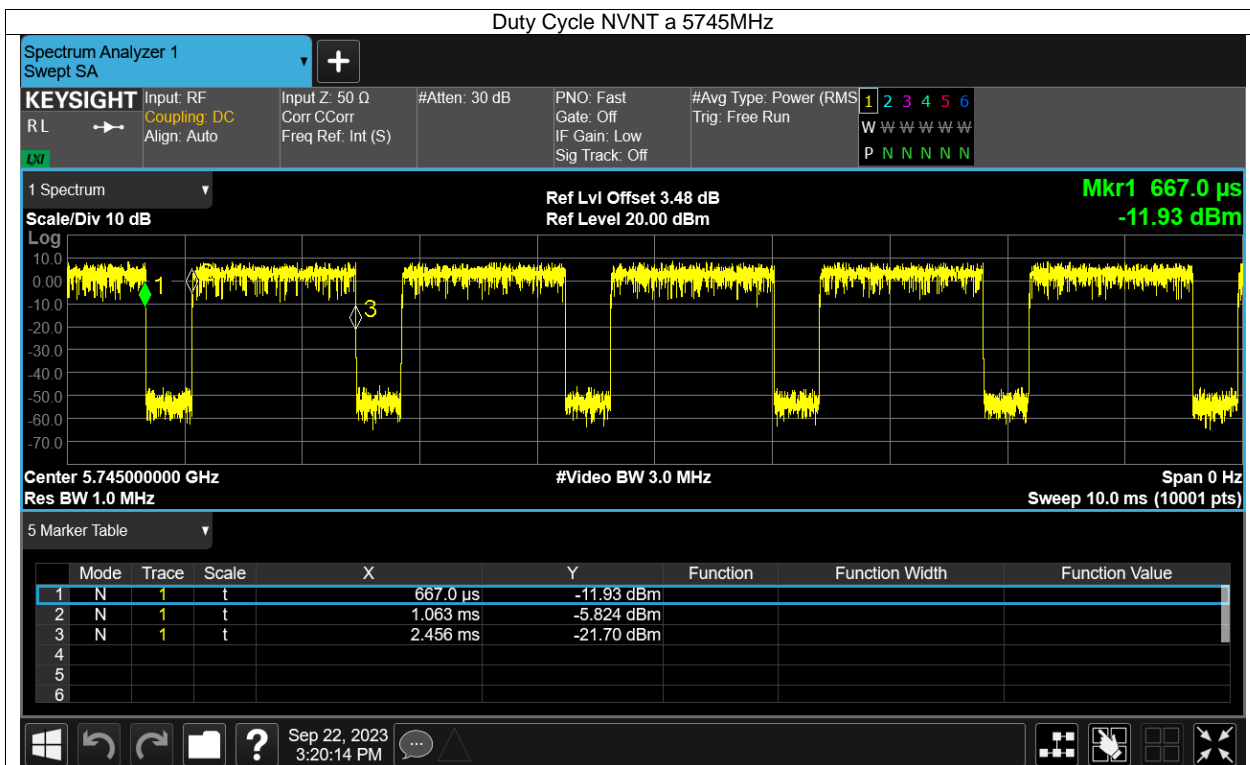 Duty Cycle NVNT a 5745MHz
Spectrum Analyzer 1
Swept SA
+
KEYSIGHT Input: RF Input Z: 50 Ω #Atten: 30 dB PNO: Fast #Avg Type: Power (RMS 1 2 3 4 5 6
RL Coupling: DC Corr CCorr Gate: Off Trig: Free Run W W W W W W
Align: Auto Freq Ref: Int (S) IF Gain: Low P N N N N N
LXI Sig Track: Off
1 Spectrum Ref Lvl Offset 3.48 dB Mkr1 667.0 µs
Scale/Div 10 dB Ref Level 20.00 dBm -11.93 dBm
Log
10.0
0.00 1
-10.0
3
-20.0
-30.0
-40.0
-50.0
-60.0
-70.0
Center 5.745000000 GHz #Video BW 3.0 MHz Span 0 Hz
Res BW 1.0 MHz Sweep 10.0 ms (10001 pts)
5 Marker Table
Mode Trace Scale X Y Function Function Width Function Value
1 N 1 t 667.0 µs -11.93 dBm
2 N 1 t 1.063 ms -5.824 dBm
3 N 1 t 2.456 ms -21.70 dBm
4
5
6
? Sep 22, 2023
3:20:14 PM